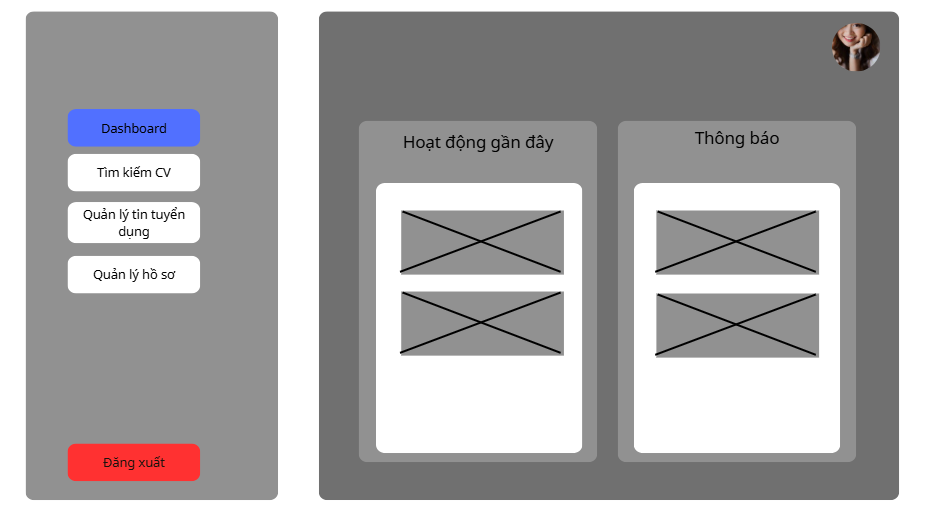 Dashboard
Tìm kiếm CV
Quản lý tin tuyển
dụng
Quản lý hồ sơ
Đăng xuất
Hoạt động gần đây
Thông báo